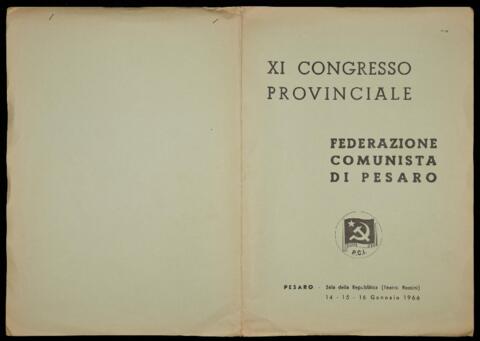 XI CONGRESSO
PROVINCIALE
FEDERAZIONE
COMUNISTA
DI PESARO
P.C.I.
PESARO - Sala della Repubblica (Teatro Rossini)
14 - 15 - 16 Gennaio 1966